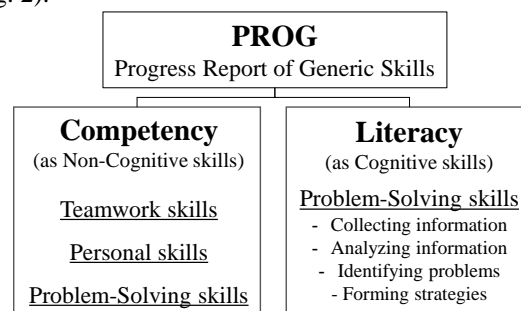 g. 2).
PROG
Progress Report of Generic Skills
Competency
(as Non-Cognitive skills)
Teamwork skills
Personal skills
Problem-Solving skills
Literacy
(as Cognitive skills)
Problem-Solving skills
- Collecting information
- Analyzing information
- Identifying problems
- Forming strategies